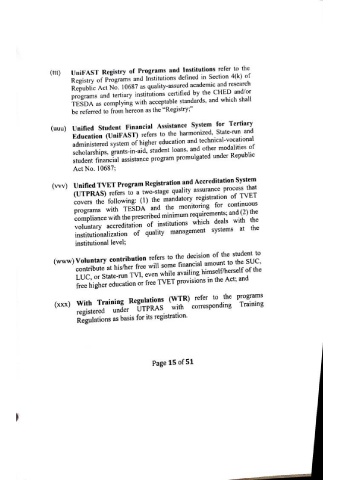 (ttt) UniFAST Registry of Programs and Institutions refer to the
Registry of Programs and Institutions defined in Section 4(k) of
Republic Act No. 10687 as quality-assured academic and research
programs and tertiary institutions certified by the CHED and/or
TESDA as complying with acceptable standards, and which shall
be referred to from hereon as the "Registry;"
(uuu) Unified Student Financial Assistance System for Tertiary
Education (UniFAST) refers to the harmonized, State-run and
administered system of higher education and technical-vocational
scholarships, grants-in-aid, student loans, and other modalities of
student financial assistance program promulgated under Republic
Act No. 10687;
(vvv) Unified TVET Program Registration and Accreditation System
(UTPRAS) refers to a two-stage quality assurance process that
covers the following: (1) the mandatory registration of TVET
programs with TESDA and the monitoring for continuous
compliance with the prescribed minimum requirements; and (2) the
voluntary accreditation of institutions which deals with the
institutionalization of quality management systems at the
institutional level;
(www) Voluntary contribution refers to the decision of the student to
contribute at his/her free will some financial amount to the SUC,
LUC, or State-run TVI, even while availing himself/herself of the
free higher education or free TVET provisions in the Act; and
(xxx) With Training Regulations (WTR) refer to the programs
registered under UTPRAS with corresponding Training
Regulations as basis for its registration.
Page 15 of 51